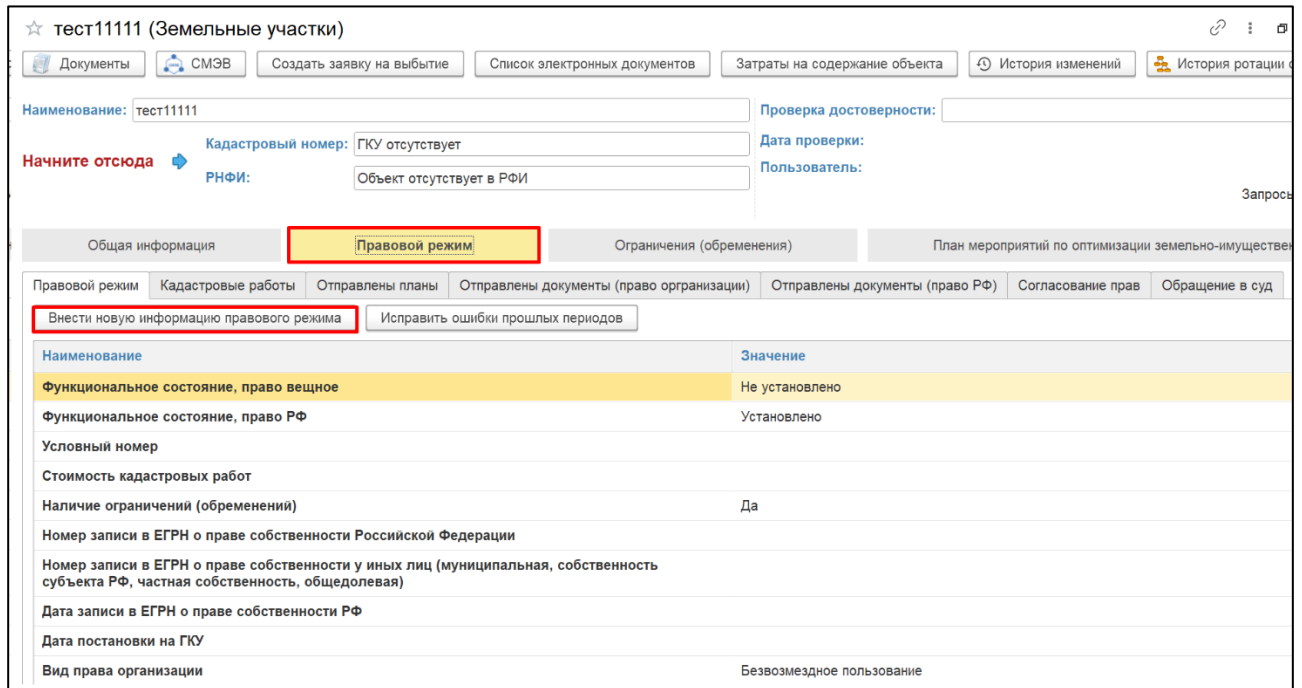 тест11111 (Земельные участки)
Документы СМЭВ Создать заявку на выбытие Список электронных документов Затраты на содержание объекта История изменений История ротации
Наименование: тест11111 Проверка достоверности:
Кадастровый номер: ГКУ отсутствует Дата проверки:
Начните отсюда
РНФИ: Объект отсутствует в РФИ Пользователь:
Запросы
Общая информация Правовой режим Ограничения (обременения) План мероприятий по оптимизации земельно-имуществен
Правовой режим Кадастровые работы Отправлены планы Отправлены документы (право оргранизации) Отправлены документы (право РФ) Согласование прав Обращение в суд
Внести новую информацию правового режима Исправить ошибки прошлых периодов
Наименование Значение
Функциональное состояние, право вещное Не установлено
Функциональное состояние, право РФ Установлено
Условный номер
Стоимость кадастровых работ
Наличие ограничений (обременений) Да
Номер записи в ЕГРН о праве собственности Российской Федерации
Номер записи в ЕГРН о праве собственности у иных лиц (муниципальная, собственность
субъекта РФ, частная собственность, общедолевая)
Дата записи в ЕГРН о праве собственности РФ
Дата постановки на ГКУ
Вид права организации Безвозмездное пользование